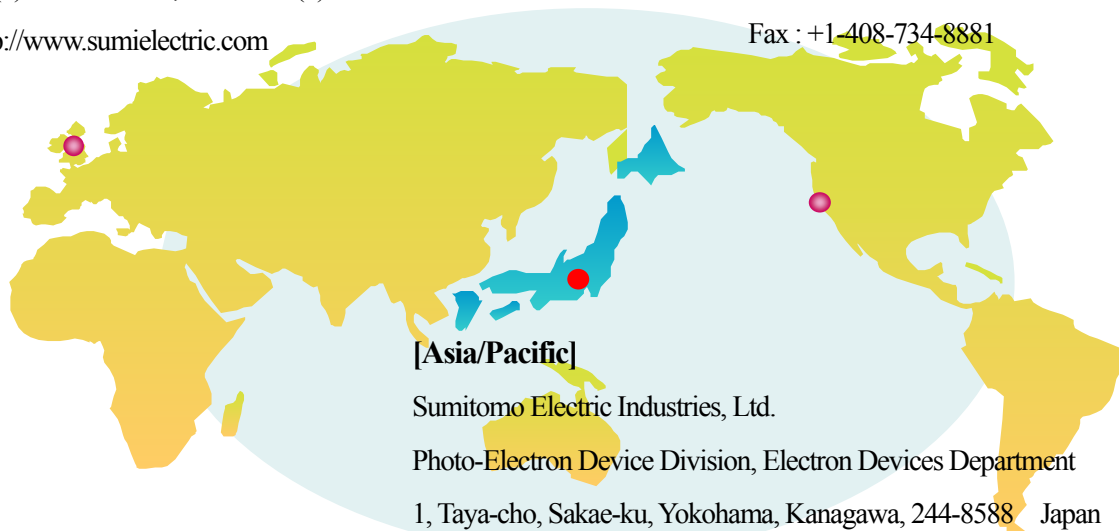 p://www.sumielectric.com
Fax : +1-408-734-8881
[Asia/Pacific]
Sumitomo Electric Industries, Ltd.
Photo-Electron Device Division, Electron Devices Department
1, Taya-cho, Sakae-ku, Yokohama, Kanagawa, 244-8588 Japan